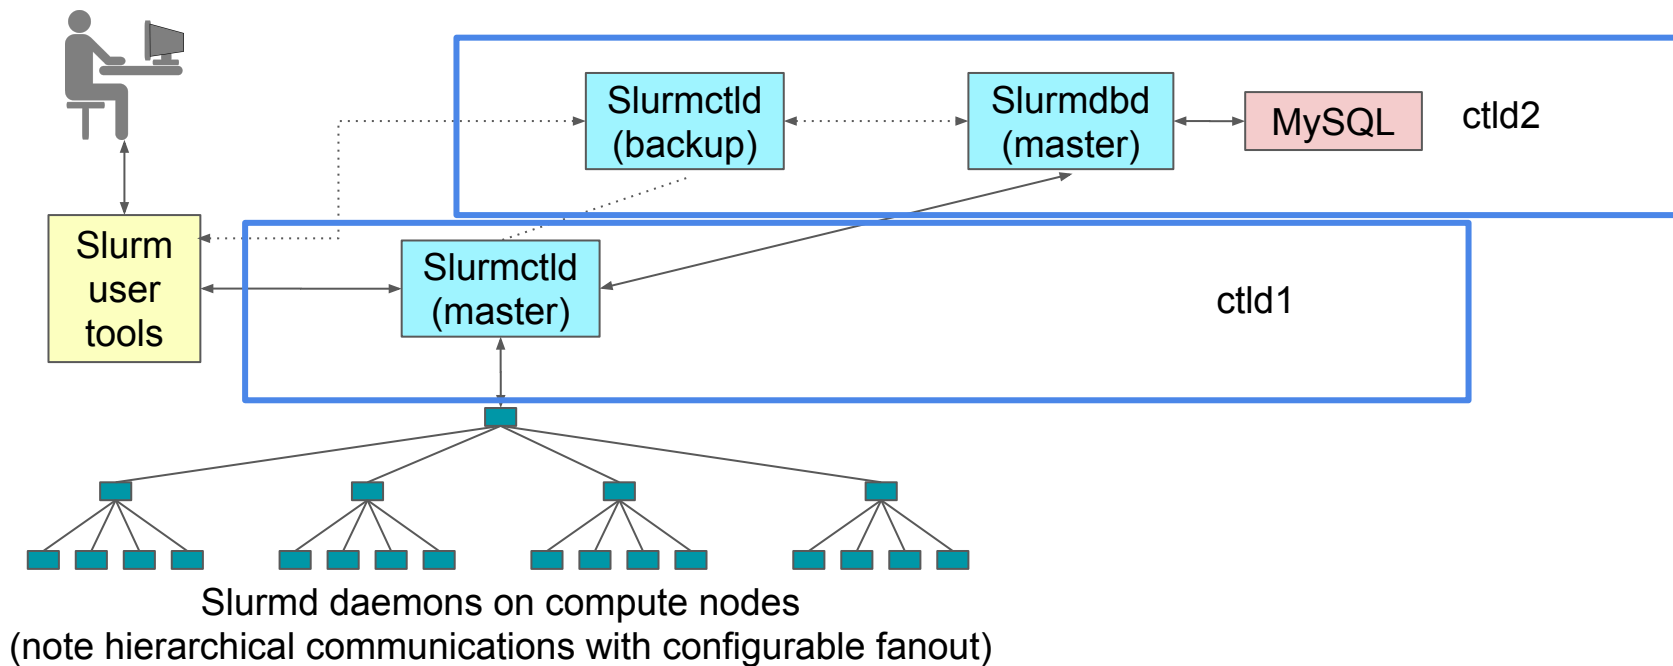 Slurmctld
(backup)
Slurmdbd
(master)
MySQL
ctld2
Slurm
user
tools
Slurmctld
(master)
ctld1
Slurmd daemons on compute nodes
(note hierarchical communications with configurable fanout)